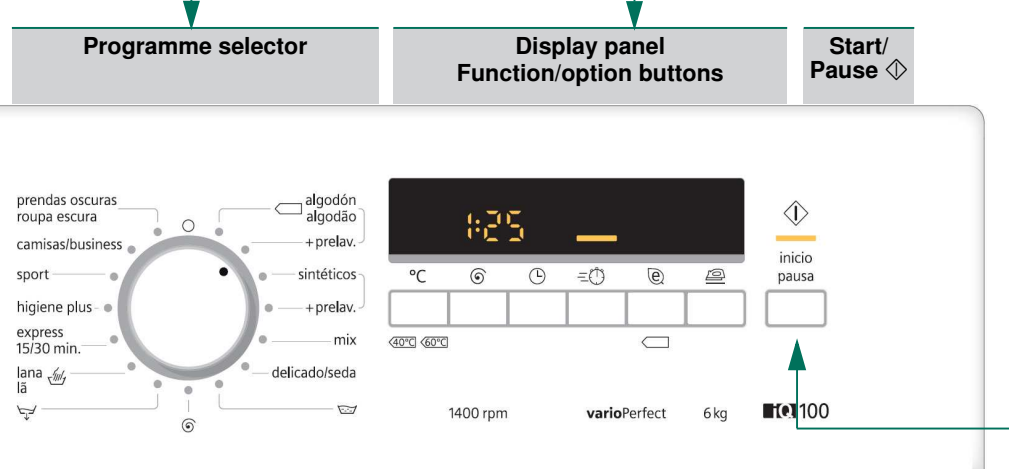 Programme selector
Display panel
Function/option buttons
Start/
Pause
prendas oscuras
roupa escura
camisas/business
sport
higiene plus
express
15/30 min.
lana
lã
algodón
algodão
+prelav.
sintéticos
+prelav.
mix
delicado/seda
1:25
°C
e
40°C 60°C
1400 rpm
varioPerfect
6 kg
inicio
pausa
iQ100